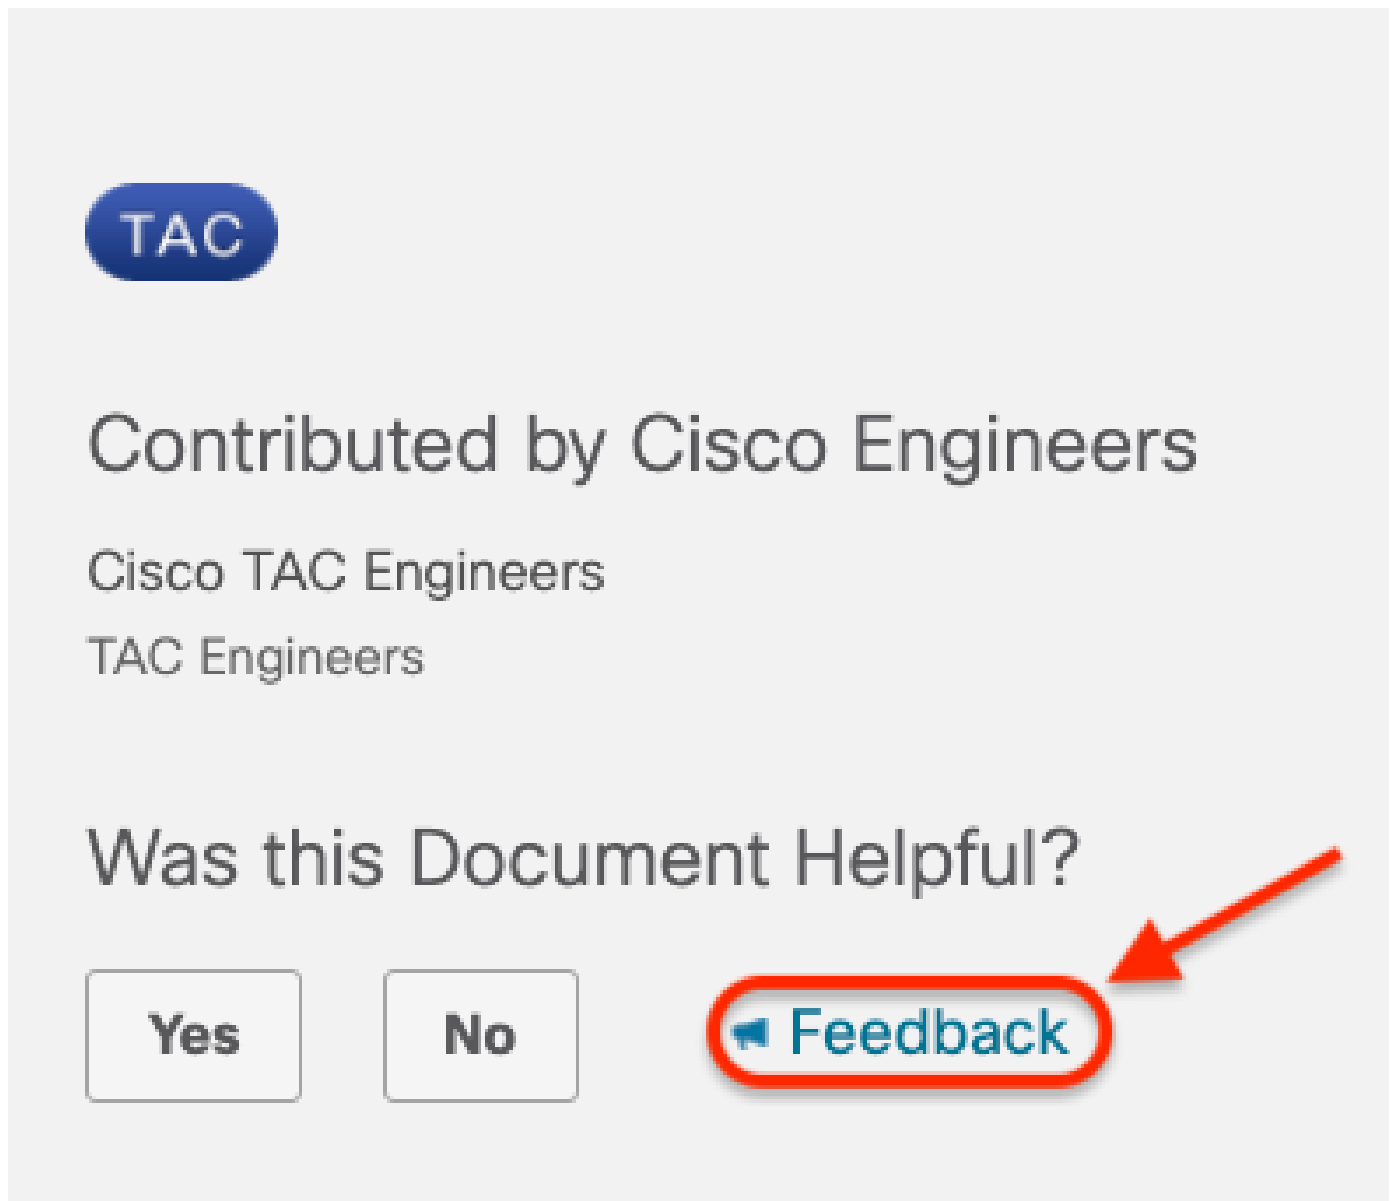 TAC
Contributed by Cisco Engineers
Cisco TAC Engineers
TAC Engineers
Was this Document Helpful?
Yes No Feedback